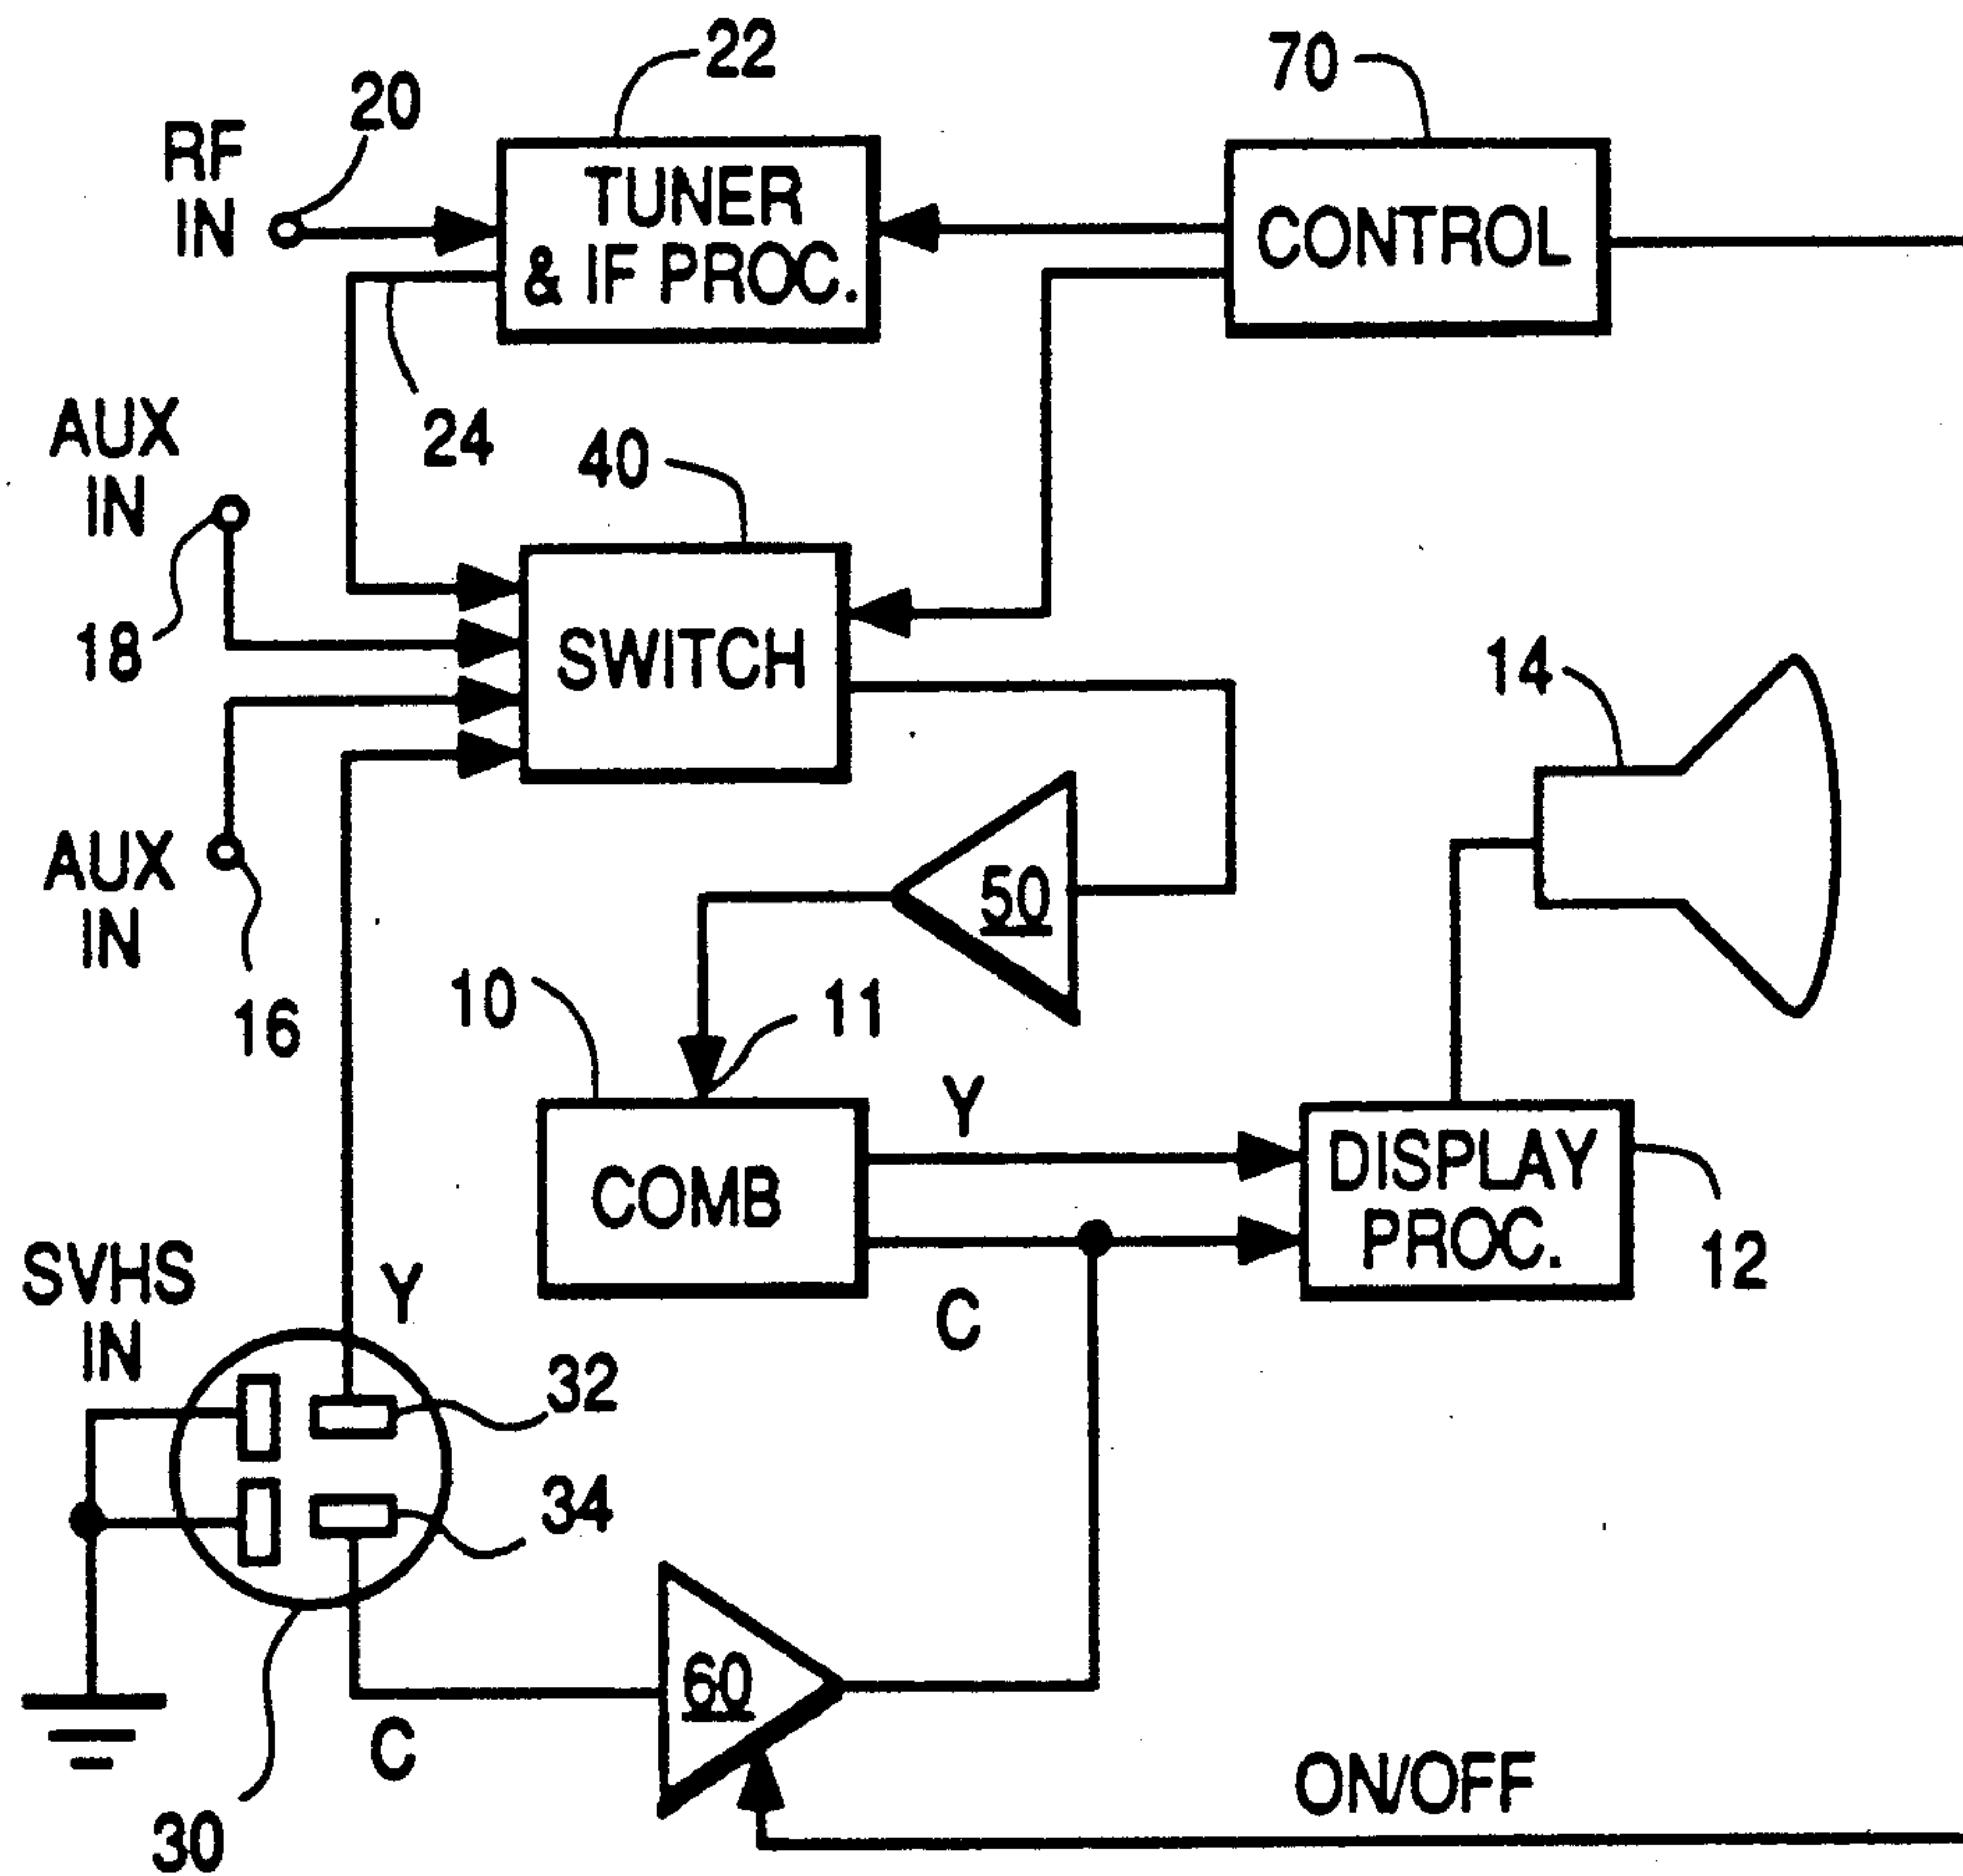 22
70
20
RF
IN
TUNER
& IF PROC.
CONTROL
AUX
IN
24
40
18
SWITCH
14
AUX
IN
50
16
10
11
Y
COMB
DISPLAY
PROC.
12
C
SVHS
IN
Y
32
34
60
C
ON/OFF
30